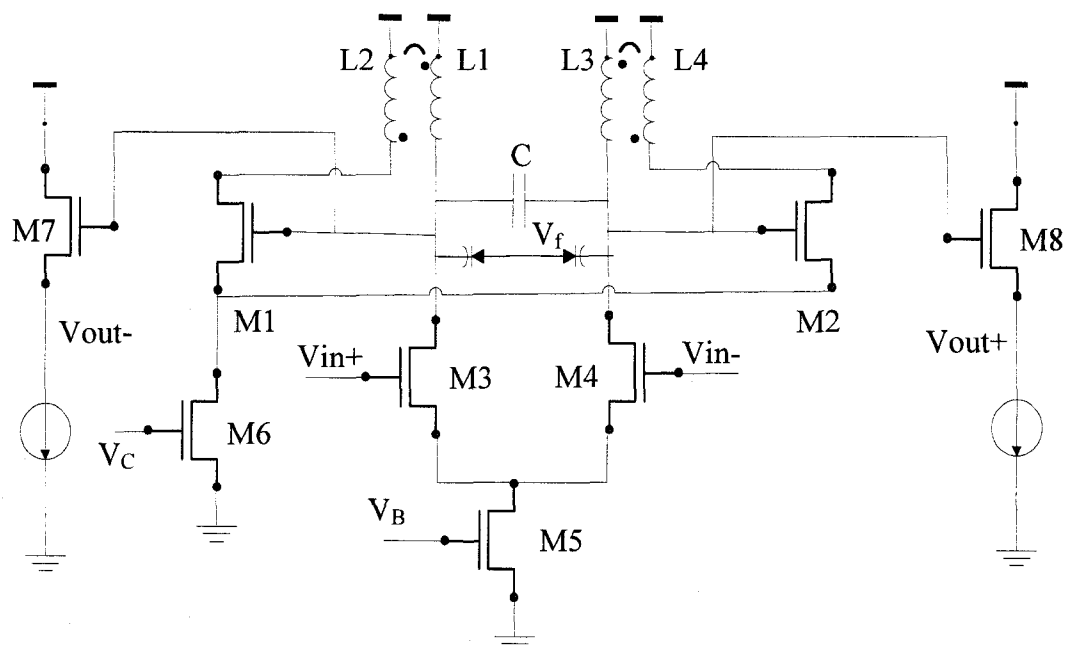 L2 L1 L3 L4
C
M7 V_f M8
M1 M2
Vout- Vin+ M3 M4 Vin- Vout+
V_C M6
V_B M5